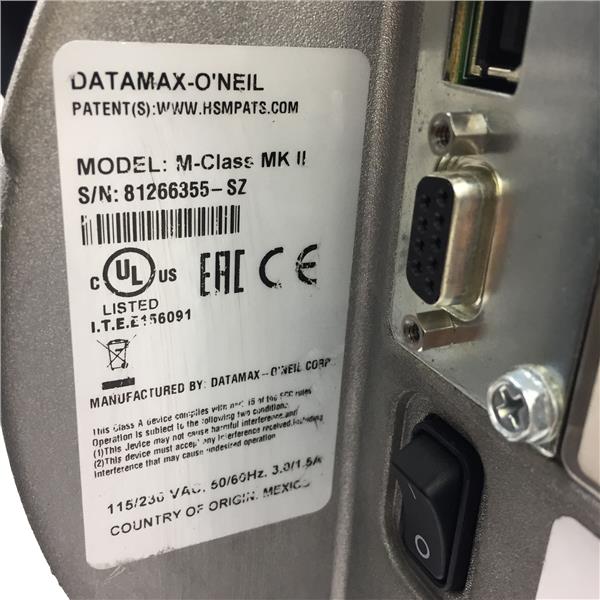 DATAMAX-O'NEIL
PATENT(S):WWW.HSMPATS.COM
MODEL: M-Class MK II
S/N: 81266355-SZ
C UL US
LISTED
I.T.E.E156091
EAC CE
MANUFACTURED BY: DATAMAX-O'NEIL CORP
This Class A device complies with part 15 of the FCC rules
Operation is subject to the following two conditions:
(1)This device may not cause harmful interference, and
(2)This device must accept any interference received, including
interference that may cause undesired operation
115/230 VAC, 50/60Hz, 3.0/1.5A
COUNTRY OF ORIGIN: MEXICO